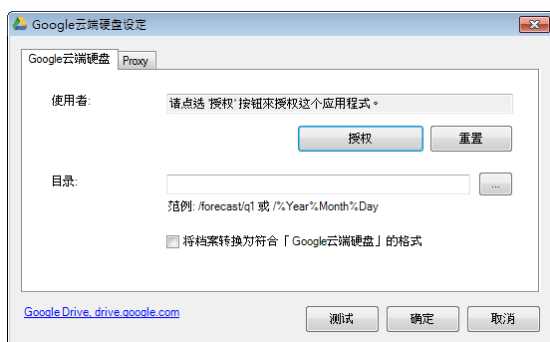 Google云端硬盘设定
Google云端硬盘 Proxy
使用者: 请点选 '授权' 按钮來授权这个应用程式。
授权 重置
目录: ...
范例: /forecast/q1 或 /%Year%Month%Day
将档案转换为符合「Google云端硬盘」的格式
Google Drive, drive.google.com 测试 确定 取消